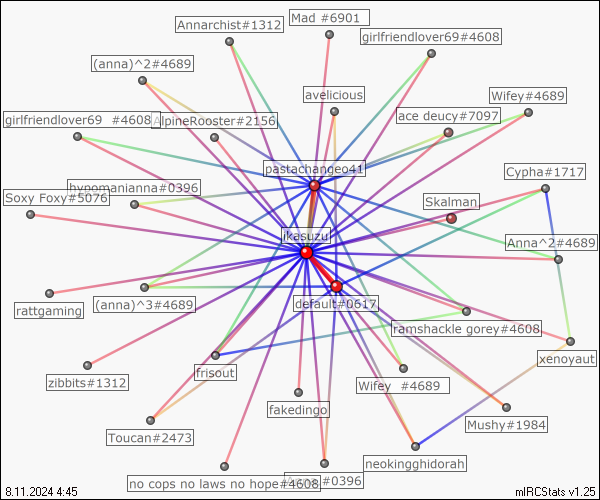 Mad #6901
Annarchist#1312
girlfriendlover69#4608
(anna)^2#4689
avelicious
Wifey#4689
ace deucy#7097
girlfriendlover69 #4608
AlpineRooster#2156
pastachangeo41
Cypha#1717
hypomanianna#0396
Soxy Foxy#5076
Skalman
ikasuzu
Anna^2#4689
(anna)^3#4689
default#0617
rattgaming
ramshackle gorey#4608
xenoyaut
frisout
zibbits#1312
Wifey #4689
fakedingo
Mushy#1984
Toucan#2473
neokingghidorah
no cops no laws no hope#4608
#0396
8.11.2024 4:45
mIRCStats v1.25